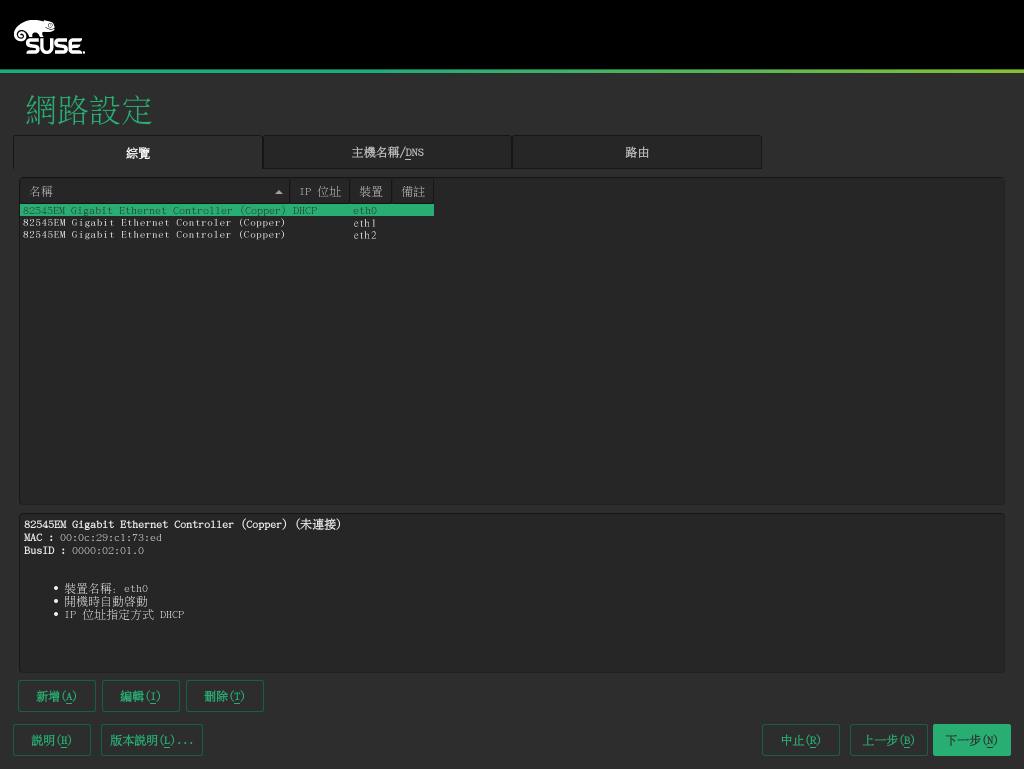 SUSE.
網路設定
綜覽 主機名稱/DNS 路由
名稱 IP 位址 裝置 備註
82545EM Gigabit Ethernet Controller (Copper) DHCP eth0
82545EM Gigabit Ethernet Controller (Copper) eth1
82545EM Gigabit Ethernet Controller (Copper) eth2
82545EM Gigabit Ethernet Controller (Copper) (未連接)
MAC : 00:0c:29:c1:73:ed
BusID : 0000:02:01.0
• 裝置名稱: eth0
• 開機時自動啓動
• IP 位址指定方式 DHCP
新增(A) 編輯(I) 刪除(T)
說明(H) 版本說明(L)... 中止(R) 上一步(B) 下一步(N)